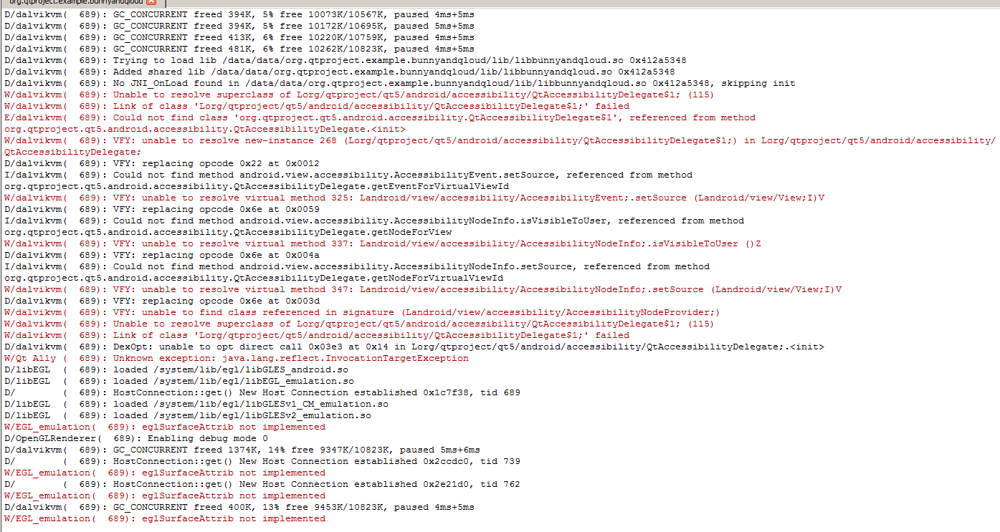 org.qtproject.example.bunnyandqloud
D/dalvikvm(  689): GC_CONCURRENT freed 394K, 5% free 10073K/10567K, paused 4ms+5ms
D/dalvikvm(  689): GC_CONCURRENT freed 394K, 5% free 10172K/10695K, paused 5ms+5ms
D/dalvikvm(  689): GC_CONCURRENT freed 413K, 6% free 10220K/10759K, paused 4ms+5ms
D/dalvikvm(  689): GC_CONCURRENT freed 481K, 6% free 10262K/10823K, paused 4ms+5ms
D/dalvikvm(  689): Trying to load lib /data/data/org.qtproject.example.bunnyandqloud/lib/libbunnyandqloud.so 0x412a5348
D/dalvikvm(  689): Added shared lib /data/data/org.qtproject.example.bunnyandqloud/lib/libbunnyandqloud.so 0x412a5348
D/dalvikvm(  689): No JNI_OnLoad found in /data/data/org.qtproject.example.bunnyandqloud/lib/libbunnyandqloud.so 0x412a5348, skipping init
W/dalvikvm(  689): Unable to resolve superclass of Lorg/qtproject/qt5/android/accessibility/QtAccessibilityDelegate$1; (115)
W/dalvikvm(  689): Link of class 'Lorg/qtproject/qt5/android/accessibility/QtAccessibilityDelegate$1;' failed
E/dalvikvm(  689): Could not find class 'org.qtproject.qt5.android.accessibility.QtAccessibilityDelegate$1', referenced from method
org.qtproject.qt5.android.accessibility.QtAccessibilityDelegate.<init>
W/dalvikvm(  689): VFY: unable to resolve new-instance 268 (Lorg/qtproject/qt5/android/accessibility/QtAccessibilityDelegate$1;) in Lorg/qtproject/qt5/android/accessibility/
QtAccessibilityDelegate;
D/dalvikvm(  689): VFY: replacing opcode 0x22 at 0x0012
I/dalvikvm(  689): Could not find method android.view.accessibility.AccessibilityEvent.setSource, referenced from method
org.qtproject.qt5.android.accessibility.QtAccessibilityDelegate.getEventForVirtualViewId
W/dalvikvm(  689): VFY: unable to resolve virtual method 325: Landroid/view/accessibility/AccessibilityEvent;.setSource (Landroid/view/View;I)V
D/dalvikvm(  689): VFY: replacing opcode 0x6e at 0x0059
I/dalvikvm(  689): Could not find method android.view.accessibility.AccessibilityNodeInfo.isVisibleToUser, referenced from method
org.qtproject.qt5.android.accessibility.QtAccessibilityDelegate.getNodeForView
W/dalvikvm(  689): VFY: unable to resolve virtual method 337: Landroid/view/accessibility/AccessibilityNodeInfo;.isVisibleToUser ()Z
D/dalvikvm(  689): VFY: replacing opcode 0x6e at 0x004a
I/dalvikvm(  689): Could not find method android.view.accessibility.AccessibilityNodeInfo.setSource, referenced from method
org.qtproject.qt5.android.accessibility.QtAccessibilityDelegate.getNodeForVirtualViewId
W/dalvikvm(  689): VFY: unable to resolve virtual method 347: Landroid/view/accessibility/AccessibilityNodeInfo;.setSource (Landroid/view/View;I)V
D/dalvikvm(  689): VFY: replacing opcode 0x6e at 0x003d
W/dalvikvm(  689): VFY: unable to find class referenced in signature (Landroid/view/accessibility/AccessibilityNodeProvider;)
W/dalvikvm(  689): Unable to resolve superclass of Lorg/qtproject/qt5/android/accessibility/QtAccessibilityDelegate$1; (115)
W/dalvikvm(  689): Link of class 'Lorg/qtproject/qt5/android/accessibility/QtAccessibilityDelegate$1;' failed
D/dalvikvm(  689): DexOpt: unable to opt direct call 0x03e3 at 0x14 in Lorg/qtproject/qt5/android/accessibility/QtAccessibilityDelegate;.<init>
W/Qt A11y (  689): Unknown exception: java.lang.reflect.InvocationTargetException
D/libEGL  (  689): loaded /system/lib/egl/libGLES_android.so
D/libEGL  (  689): loaded /system/lib/egl/libEGL_emulation.so
D/        (  689): HostConnection::get() New Host Connection established 0x1c7f38, tid 689
D/libEGL  (  689): loaded /system/lib/egl/libGLESv1_CM_emulation.so
D/libEGL  (  689): loaded /system/lib/egl/libGLESv2_emulation.so
W/EGL_emulation(  689): eglSurfaceAttrib not implemented
D/OpenGLRenderer(  689): Enabling debug mode 0
D/dalvikvm(  689): GC_CONCURRENT freed 1374K, 14% free 9347K/10823K, paused 5ms+6ms
D/        (  689): HostConnection::get() New Host Connection established 0x2ccdc0, tid 739
W/EGL_emulation(  689): eglSurfaceAttrib not implemented
D/        (  689): HostConnection::get() New Host Connection established 0x2e21d0, tid 762
W/EGL_emulation(  689): eglSurfaceAttrib not implemented
D/dalvikvm(  689): GC_CONCURRENT freed 400K, 13% free 9453K/10823K, paused 4ms+5ms
W/EGL_emulation(  689): eglSurfaceAttrib not implemented